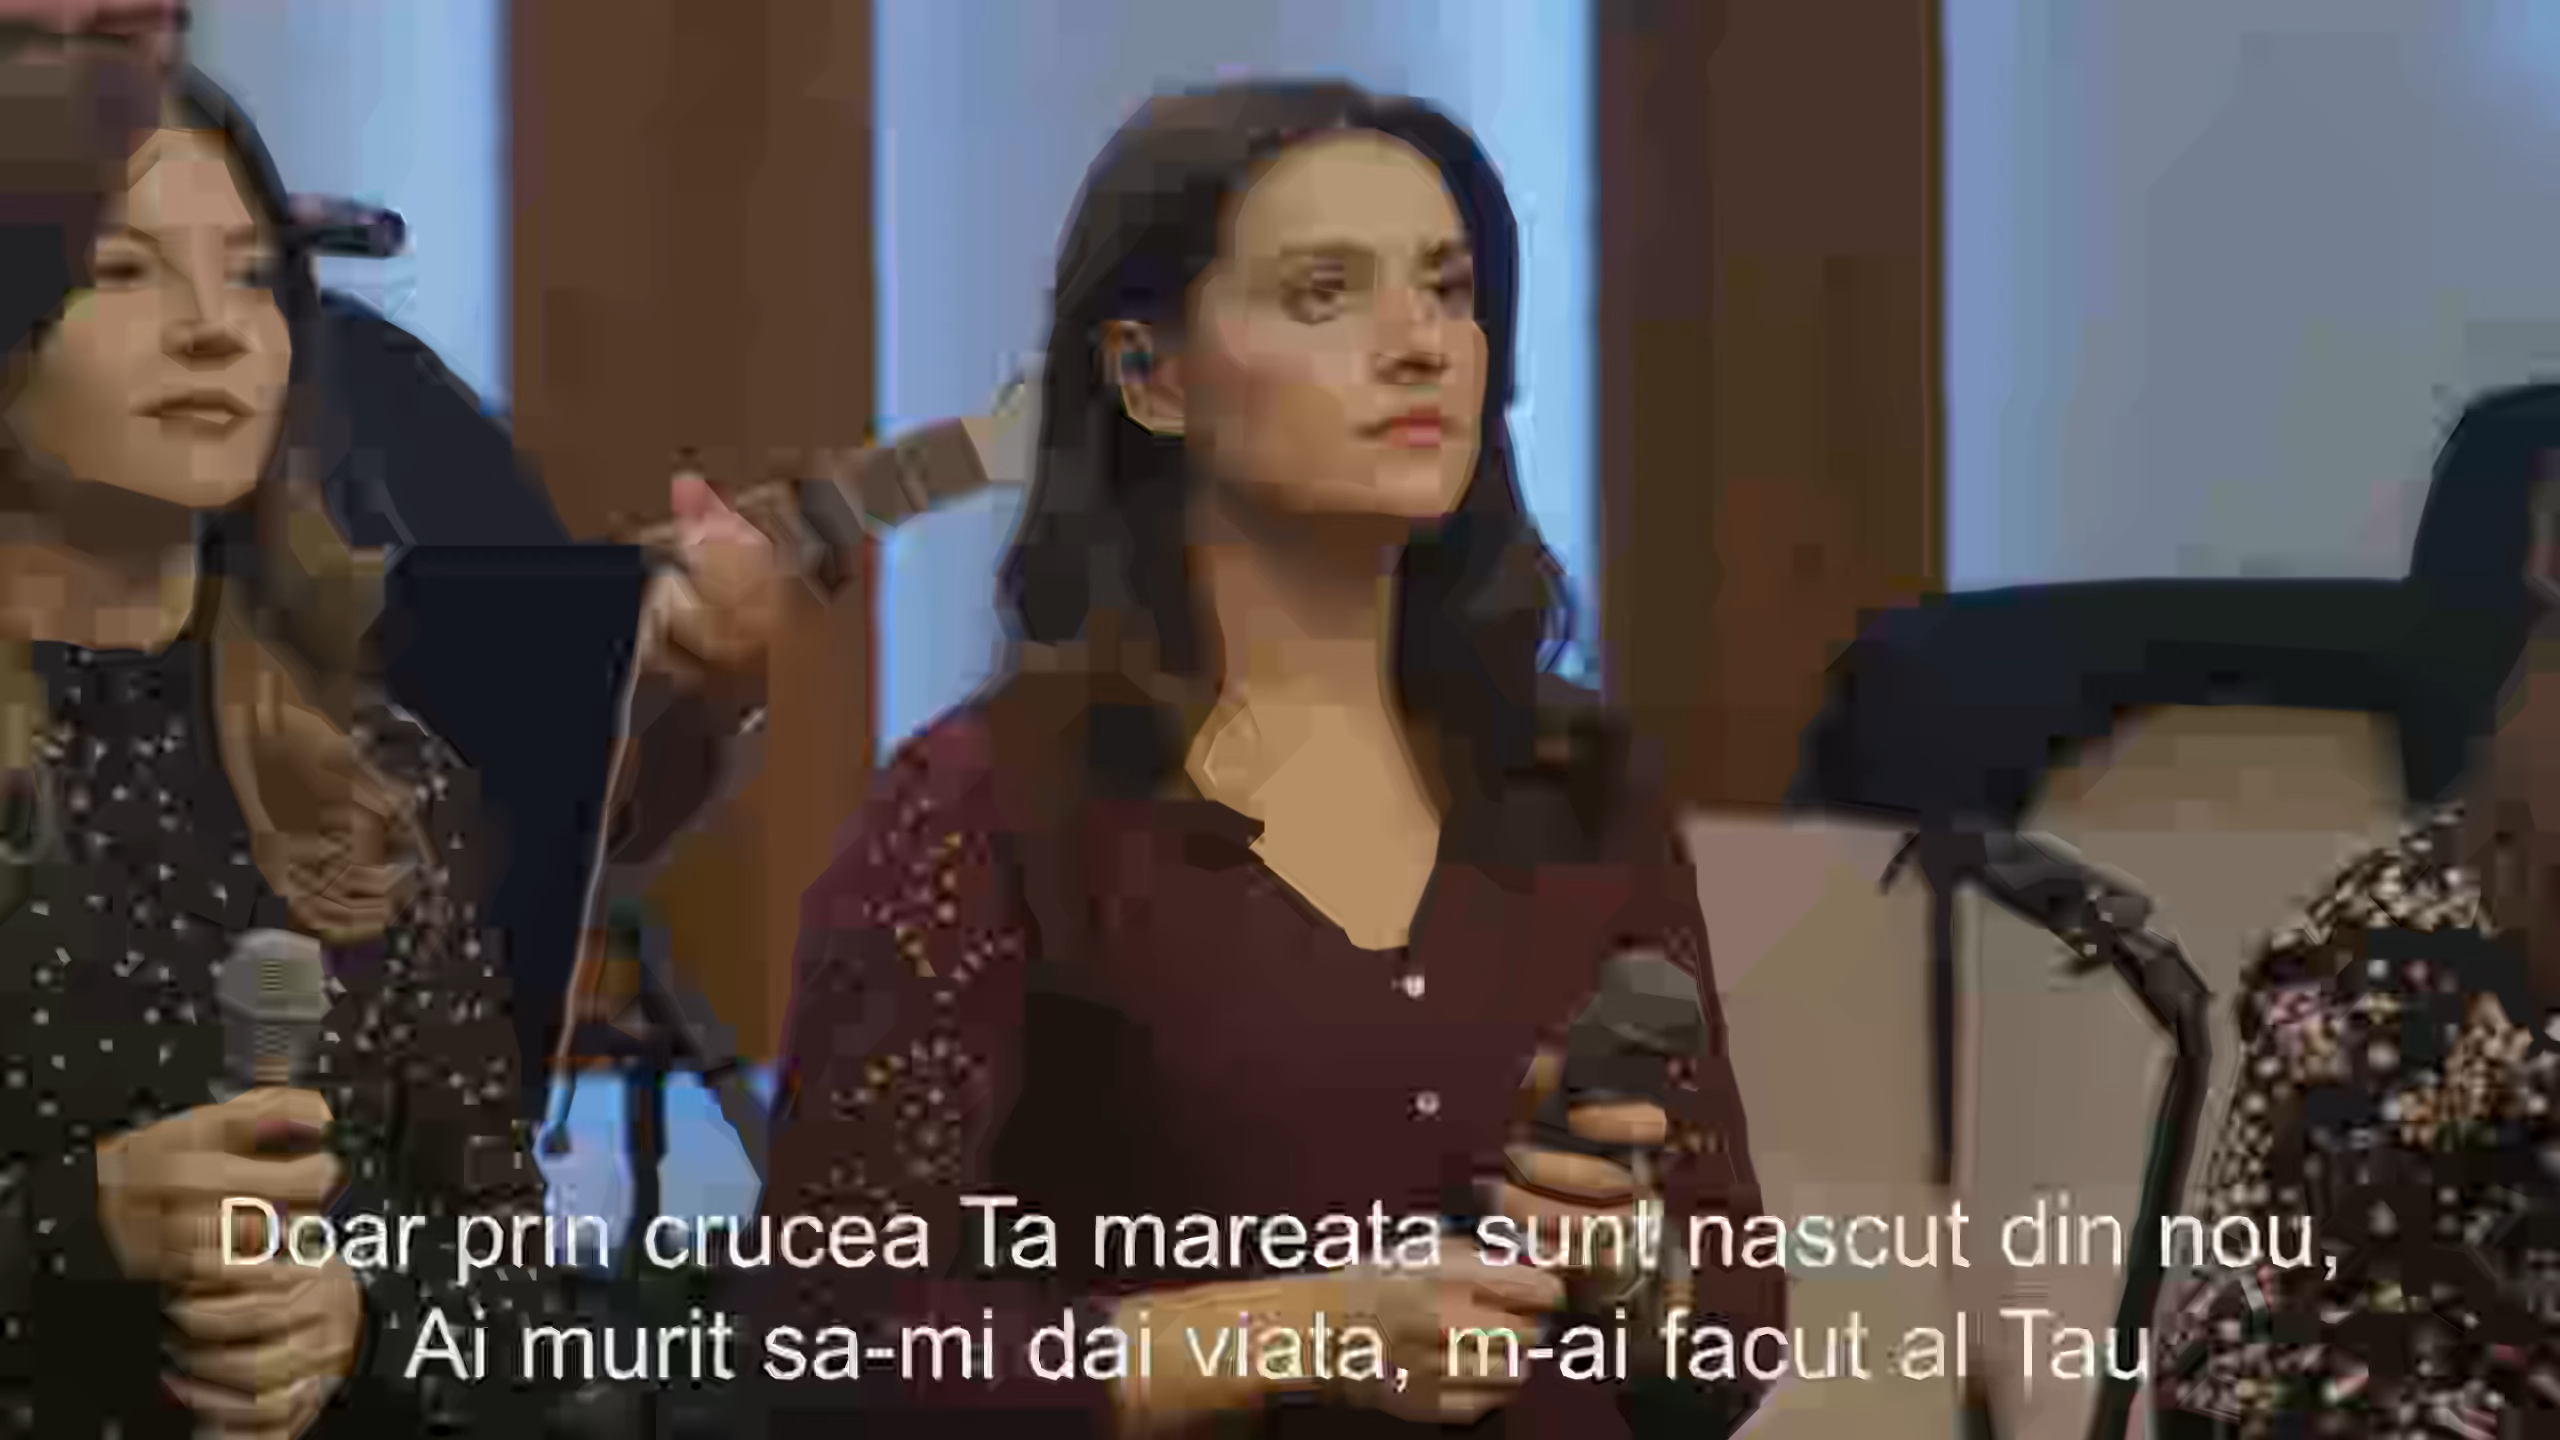 Doar prin crucea Ta mareata sunt nascut din nou,
Ai murit sa-mi dai viata, m-ai facut al Tau